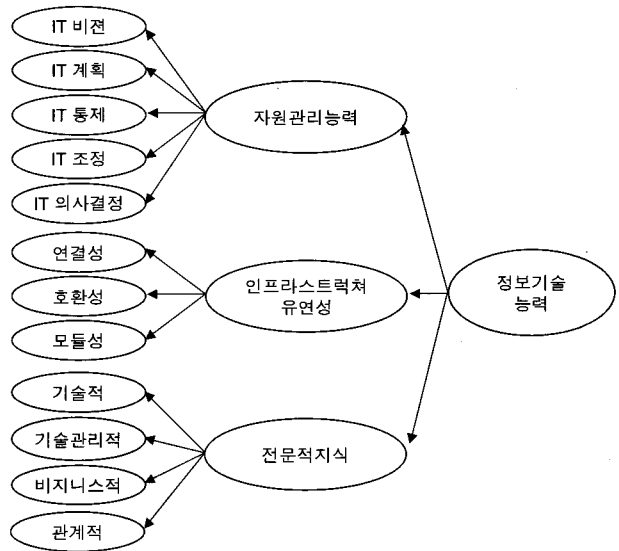 IT 비젼
IT 계획
IT 통제
IT 조정
IT 의사결정
자원관리능력
연결성
호환성
모듈성
인프라스트럭쳐
유연성
기술적
기술관리적
비지니스적
관계적
전문적지식
정보기술
능력